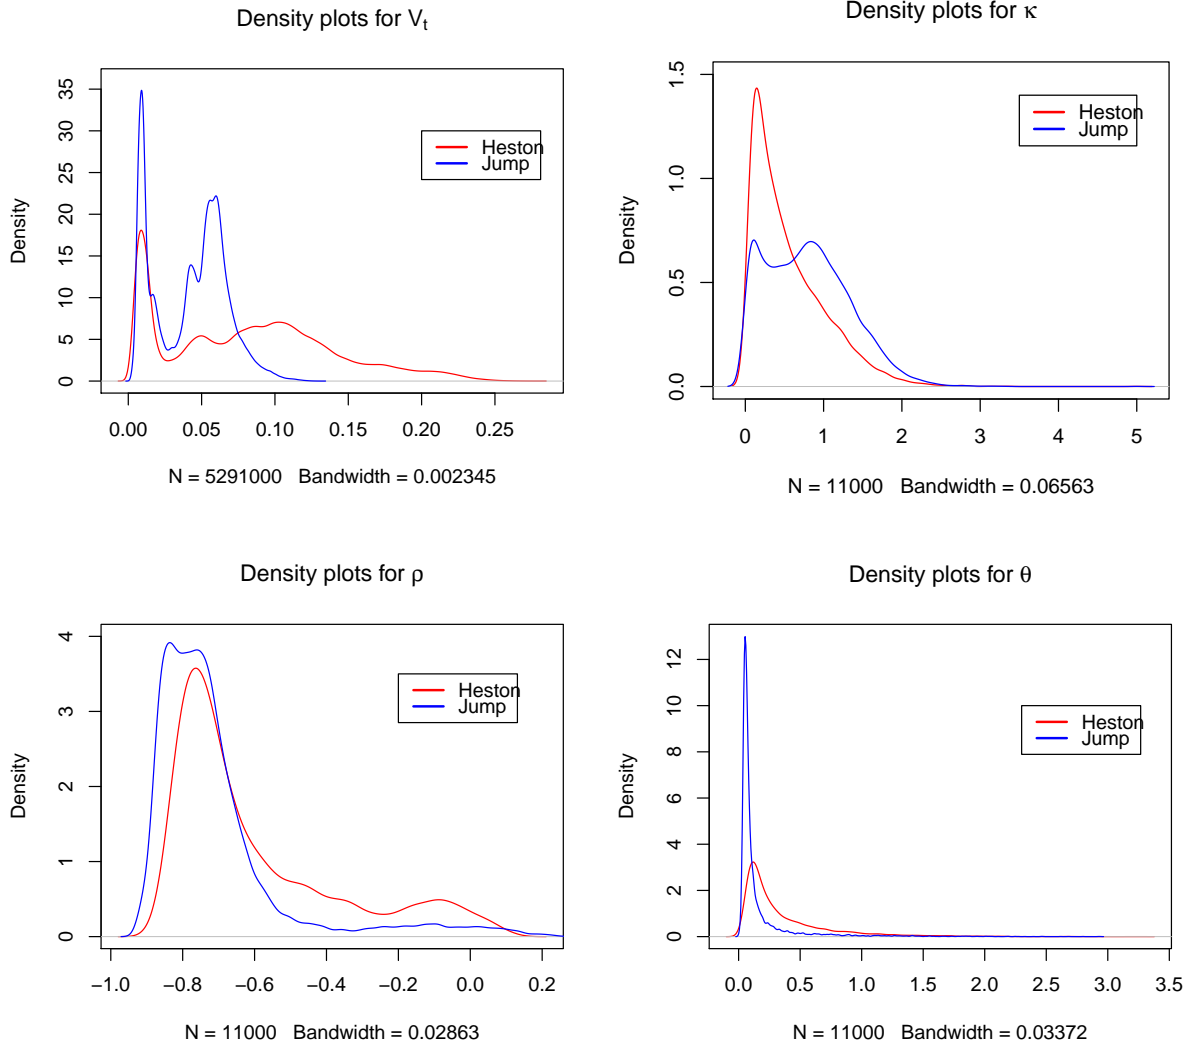 Density plots for Vt
Density
35
30
25
20
15
10
5
0
Heston
Jump
0.00 0.05 0.10 0.15 0.20 0.25
N = 5291000 Bandwidth = 0.002345
Density plots for κ
Density
1.5
1.0
0.5
0.0
Heston
Jump
0 1 2 3 4 5
N = 11000 Bandwidth = 0.06563
Density plots for ρ
Density
4
3
2
1
0
Heston
Jump
−1.0 −0.8 −0.6 −0.4 −0.2 0.0 0.2
N = 11000 Bandwidth = 0.02863
Density plots for θ
Density
12
10
8
6
4
2
0
Heston
Jump
0.0 0.5 1.0 1.5 2.0 2.5 3.0 3.5
N = 11000 Bandwidth = 0.03372